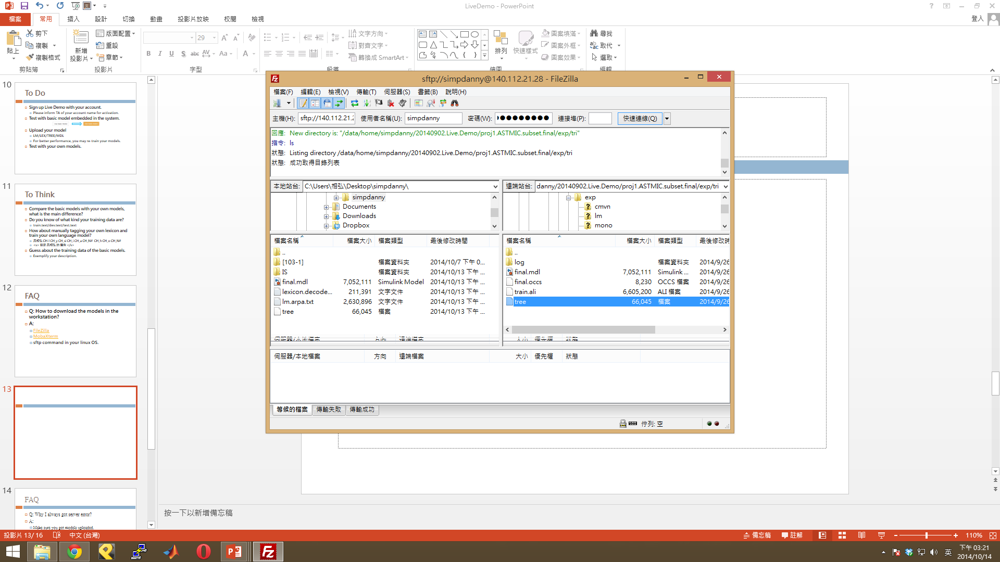 LiveDemo - PowerPoint
檔案 常用 插入 設計 切換 動畫 投影片放映 校閱 檢視 登入
貼上 剪下 複製 複製格式 剪貼簿
新增投影片 版面配置 重設 章節 投影片
29 B I U S abc AV Aa A 字型
文字方向 對齊文字 轉換成 SmartArt 段落
排列 快速樣式 圖案填滿 圖案外框 圖案效果 繪圖
尋找 取代 選取 編輯
10
To Do
Sign up Live Demo with your account.
Please inform TA of your account name for activation.
Test with basic model embedded in the system.
Upload your model
LM/LEX/TREE/MDL
For better performance, you may re-train your models.
Test with your own models.
11
To Think
Compare the basic models with your own models,
what is the main difference?
Do you know of what kind your training data are?
train.text/dev.text/test.text
How about manually tagging your own lexicon and
train your own language model?
Guess about the training data of the basic models.
Exemplify your description.
12
FAQ
Q: How to download the models in the
workstation?
A:
FileZilla
MobaXterm
sftp command in your linux OS.
13
14
FAQ
Q: Why I always got server error?
A:
Make sure you got models uploaded.
sftp://simpdanny@140.112.21.28 - FileZilla
檔案(F) 編輯(E) 檢視(V) 傳輸(T) 伺服器(S) 書籤(B) 說明(H)
主機(H): sftp://140.112.21.2 使用者名稱(U): simpdanny 密碼(W): ●●●●●●●●● 連接埠(P): 快速連線(Q)
回應: New directory is: "/data/home/simpdanny/20140902.Live.Demo/proj1.ASTMIC.subset.final/exp/tri"
指令: ls
狀態: Listing directory /data/home/simpdanny/20140902.Live.Demo/proj1.ASTMIC.subset.final/exp/tri
狀態: 成功取得目錄列表
本地站台: C:\Users\相弘\Desktop\simpdanny\
simpdanny
Documents
Downloads
Dropbox
遠端站台: danny/20140902.Live.Demo/proj1.ASTMIC.subset.final/exp/tri
exp
cmvn
lm
mono
檔案名稱 檔案大小 檔案類型 最後修改時間
..
[103-1] 檔案資料夾 2014/10/7 下午 0...
IS 檔案資料夾 2014/10/13 下午 ...
final.mdl 7,052,111 Simulink Model 2014/10/13 下午 ...
lexicon.decode... 211,391 文字文件 2014/10/13 下午 ...
lm.arpa.txt 2,630,896 文字文件 2014/10/13 下午 ...
tree 66,045 檔案 2014/10/13 下午 ...
檔案名稱 檔案大小 檔案類型 最後修改時
..
log 檔案資料夾 2014/9/26
final.mdl 7,052,111 Simulink ... 2014/9/26
final.occs 8,230 OCCS 檔案 2014/9/26
train.ali 6,605,200 ALI 檔案 2014/9/26
tree 66,045 檔案 2014/9/26
伺服器/本地檔案 方向 遠端檔案 大小 優先權 狀態
伺服器/本地檔案 方向 遠端檔案 大小 優先權 狀態
等候的檔案 傳輸失敗 傳輸成功
佇列: 空
按一下以新增備忘稿
投影片 13/ 16 中文 (台灣) 備忘稿 註解 110%
英 下午 03:21
2014/10/14